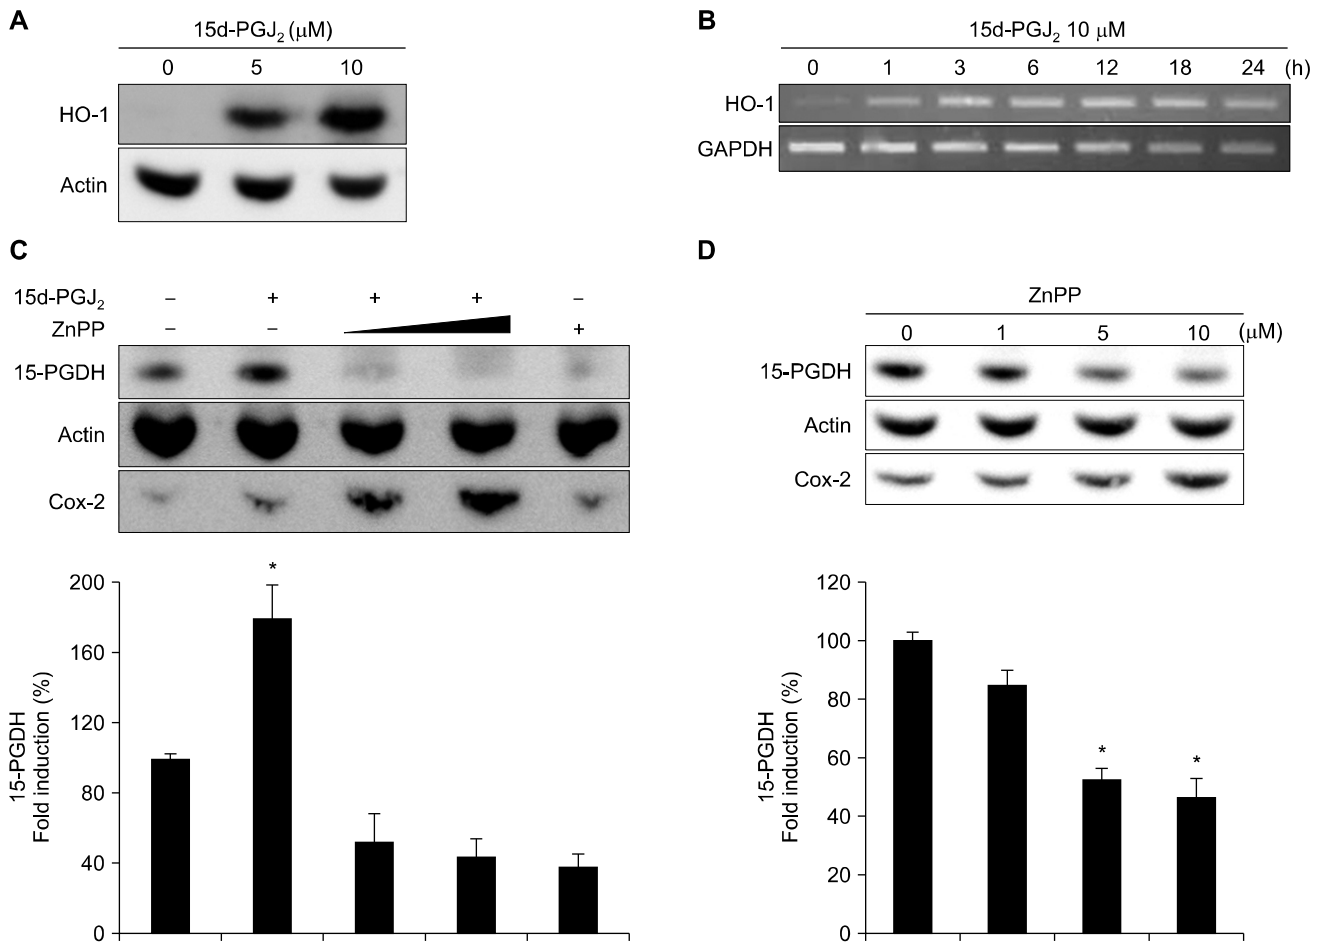 A
15d-PGJ2 (μM)
0 5 10
HO-1
Actin
B
15d-PGJ2 10 μM
0 1 3 6 12 18 24 (h)
HO-1
GAPDH
C
15d-PGJ2 – + + + –
ZnPP – – +
15-PGDH
Actin
Cox-2
200
160
120
80
40
0
15-PGDH
Fold induction (%)
*
D
ZnPP
0 1 5 10 (μM)
15-PGDH
Actin
Cox-2
120
100
80
60
40
20
0
15-PGDH
Fold induction (%)
* *